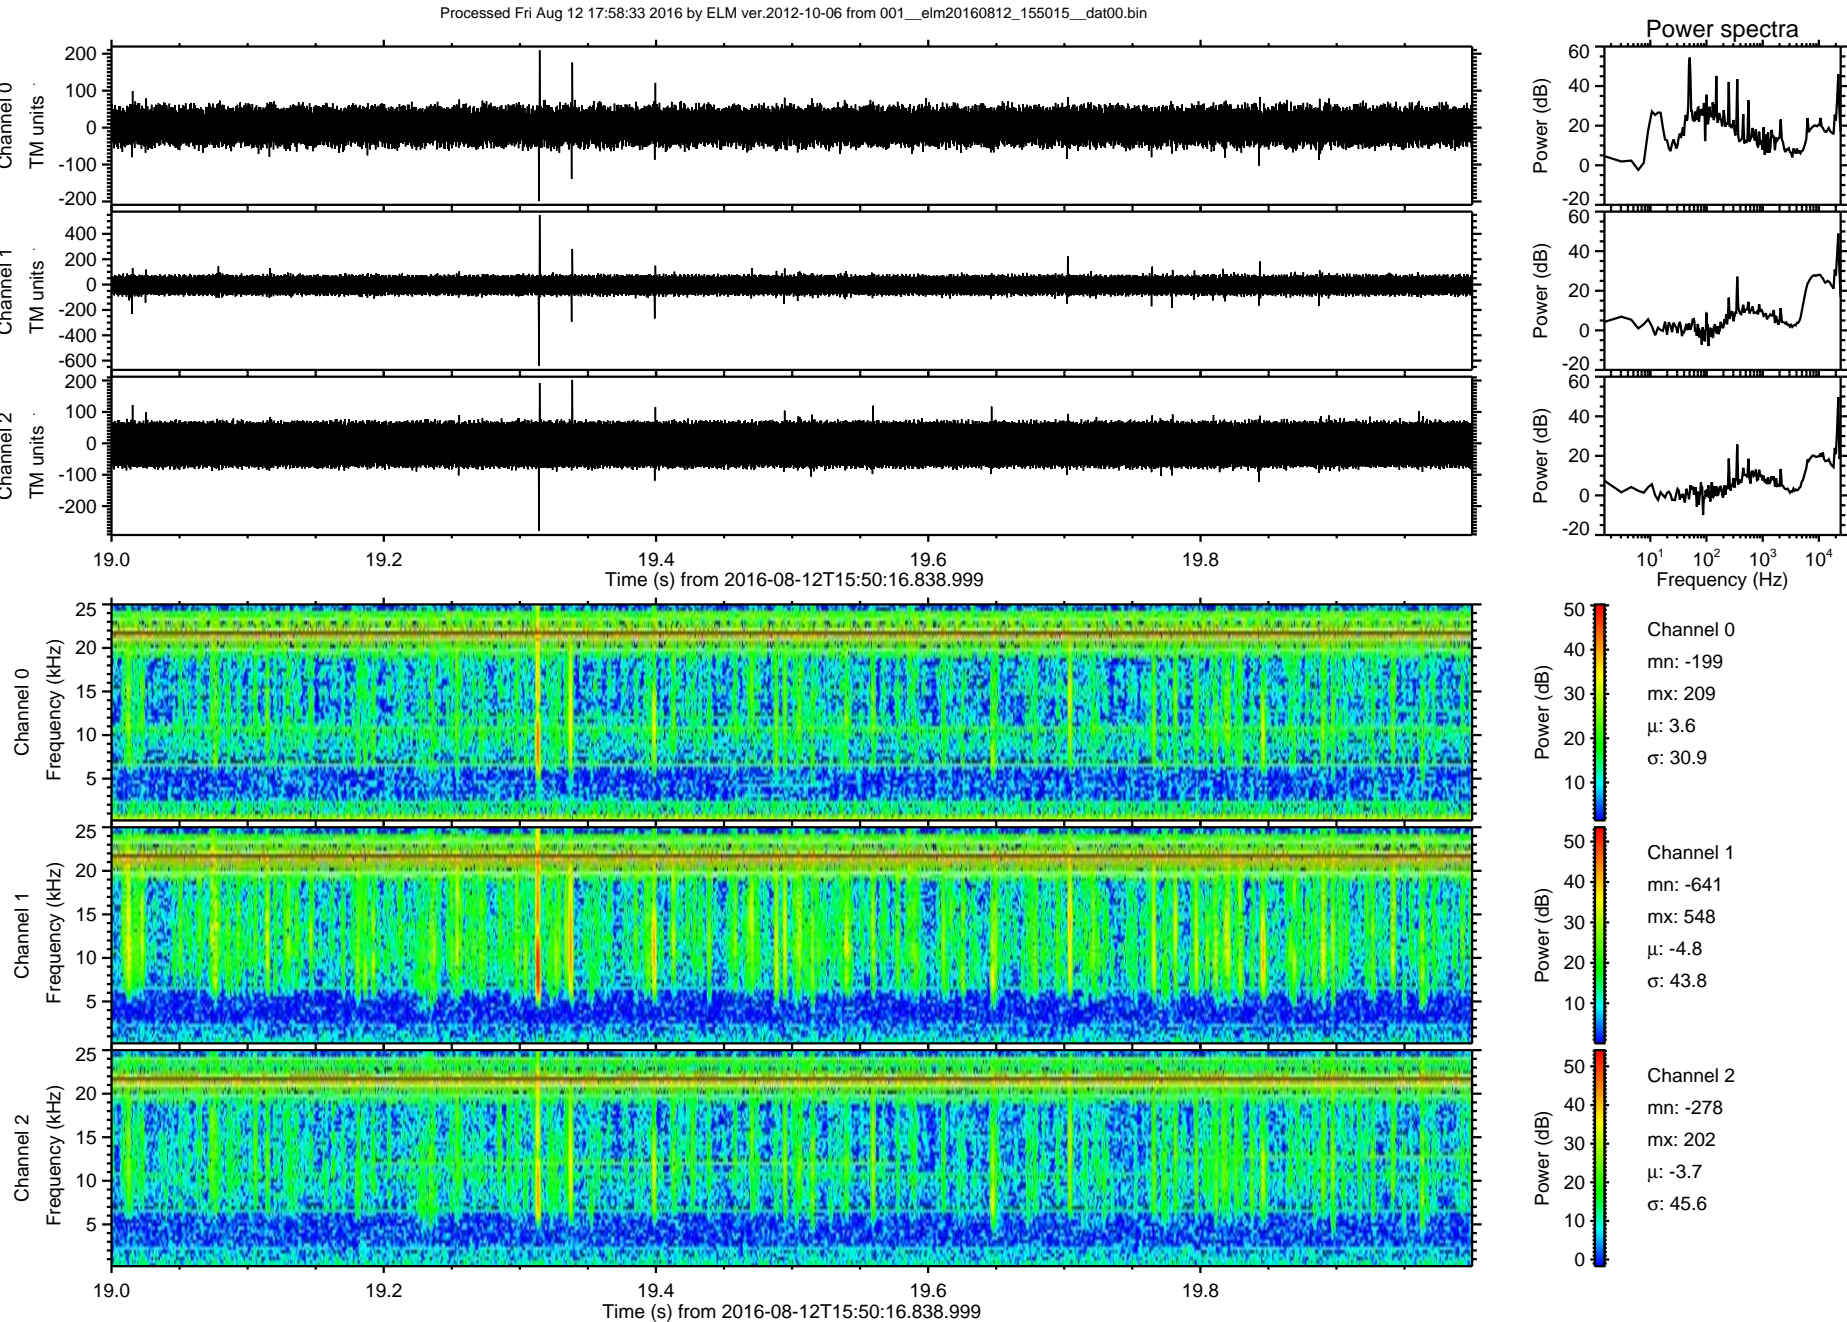 Processed Fri Aug 12 17:58:33 2016 by ELM ver.2012-10-06 from 001__elm20160812_155015__dat00.bin
Power spectra
Channel 0
TM units
200
100
0
-100
-200
Power (dB)
60
40
20
0
-20
Channel 1
TM units
400
200
0
-200
-400
-600
Power (dB)
60
40
20
0
-20
Channel 2
TM units
200
100
0
-100
-200
Power (dB)
60
40
20
0
-20
19.0 19.2 19.4 19.6 19.8
Time (s) from 2016-08-12T15:50:16.838.999
10¹ 10² 10³ 10⁴
Frequency (Hz)
Channel 0
Frequency (kHz)
25
20
15
10
5
Power (dB)
50
40
30
20
10
Channel 0
mn: -199
mx: 209
μ: 3.6
σ: 30.9
Channel 1
Frequency (kHz)
25
20
15
10
5
Power (dB)
50
40
30
20
10
Channel 1
mn: -641
mx: 548
μ: -4.8
σ: 43.8
Channel 2
Frequency (kHz)
25
20
15
10
5
Power (dB)
50
40
30
20
10
0
Channel 2
mn: -278
mx: 202
μ: -3.7
σ: 45.6
19.0 19.2 19.4 19.6 19.8
Time (s) from 2016-08-12T15:50:16.838.999